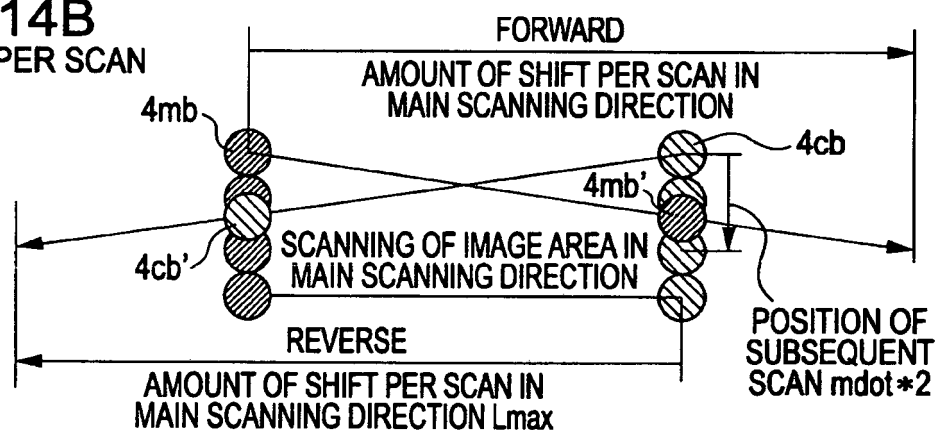 14B
PER SCAN
FORWARD
AMOUNT OF SHIFT PER SCAN IN
MAIN SCANNING DIRECTION
4mb
4cb
4mb'
4cb'
SCANNING OF IMAGE AREA IN
MAIN SCANNING DIRECTION
POSITION OF
SUBSEQUENT
SCAN mdot*2
REVERSE
AMOUNT OF SHIFT PER SCAN IN
MAIN SCANNING DIRECTION Lmax